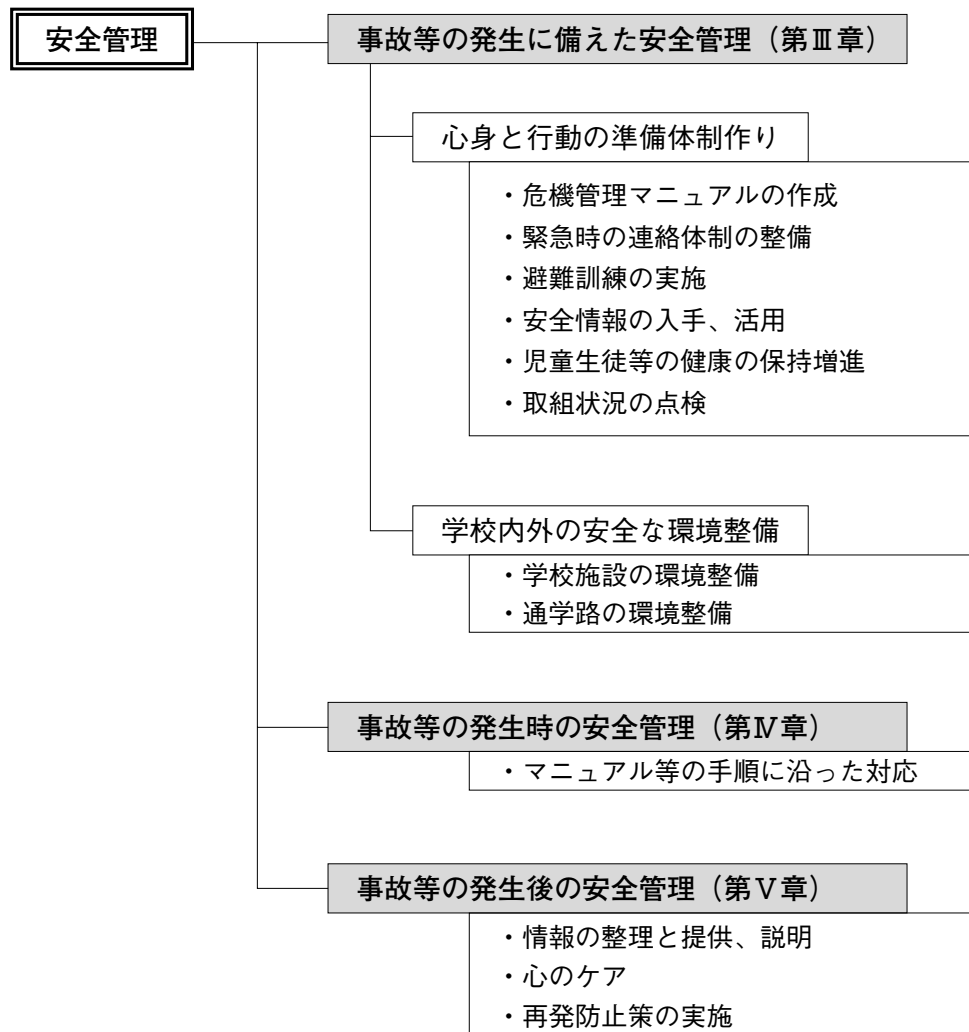 安全管理
事故等の発生に備えた安全管理（第Ⅲ章）
心身と行動の準備体制作り
・危機管理マニュアルの作成
・緊急時の連絡体制の整備
・避難訓練の実施
・安全情報の入手、活用
・児童生徒等の健康の保持増進
・取組状況の点検
学校内外の安全な環境整備
・学校施設の環境整備
・通学路の環境整備
事故等の発生時の安全管理（第Ⅳ章）
・マニュアル等の手順に沿った対応
事故等の発生後の安全管理（第Ⅴ章）
・情報の整理と提供、説明
・心のケア
・再発防止策の実施